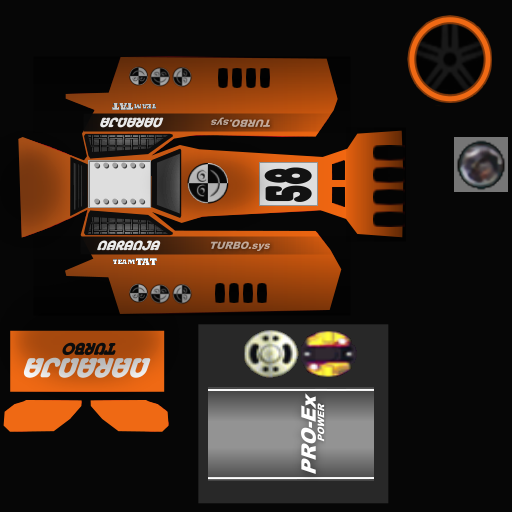 TEAM TAT
NARANJA TURBO.sys
58
NARANJA TURBO.sys
TEAM TAT
TURBO
NARANJA
PRO-Ex
POWER